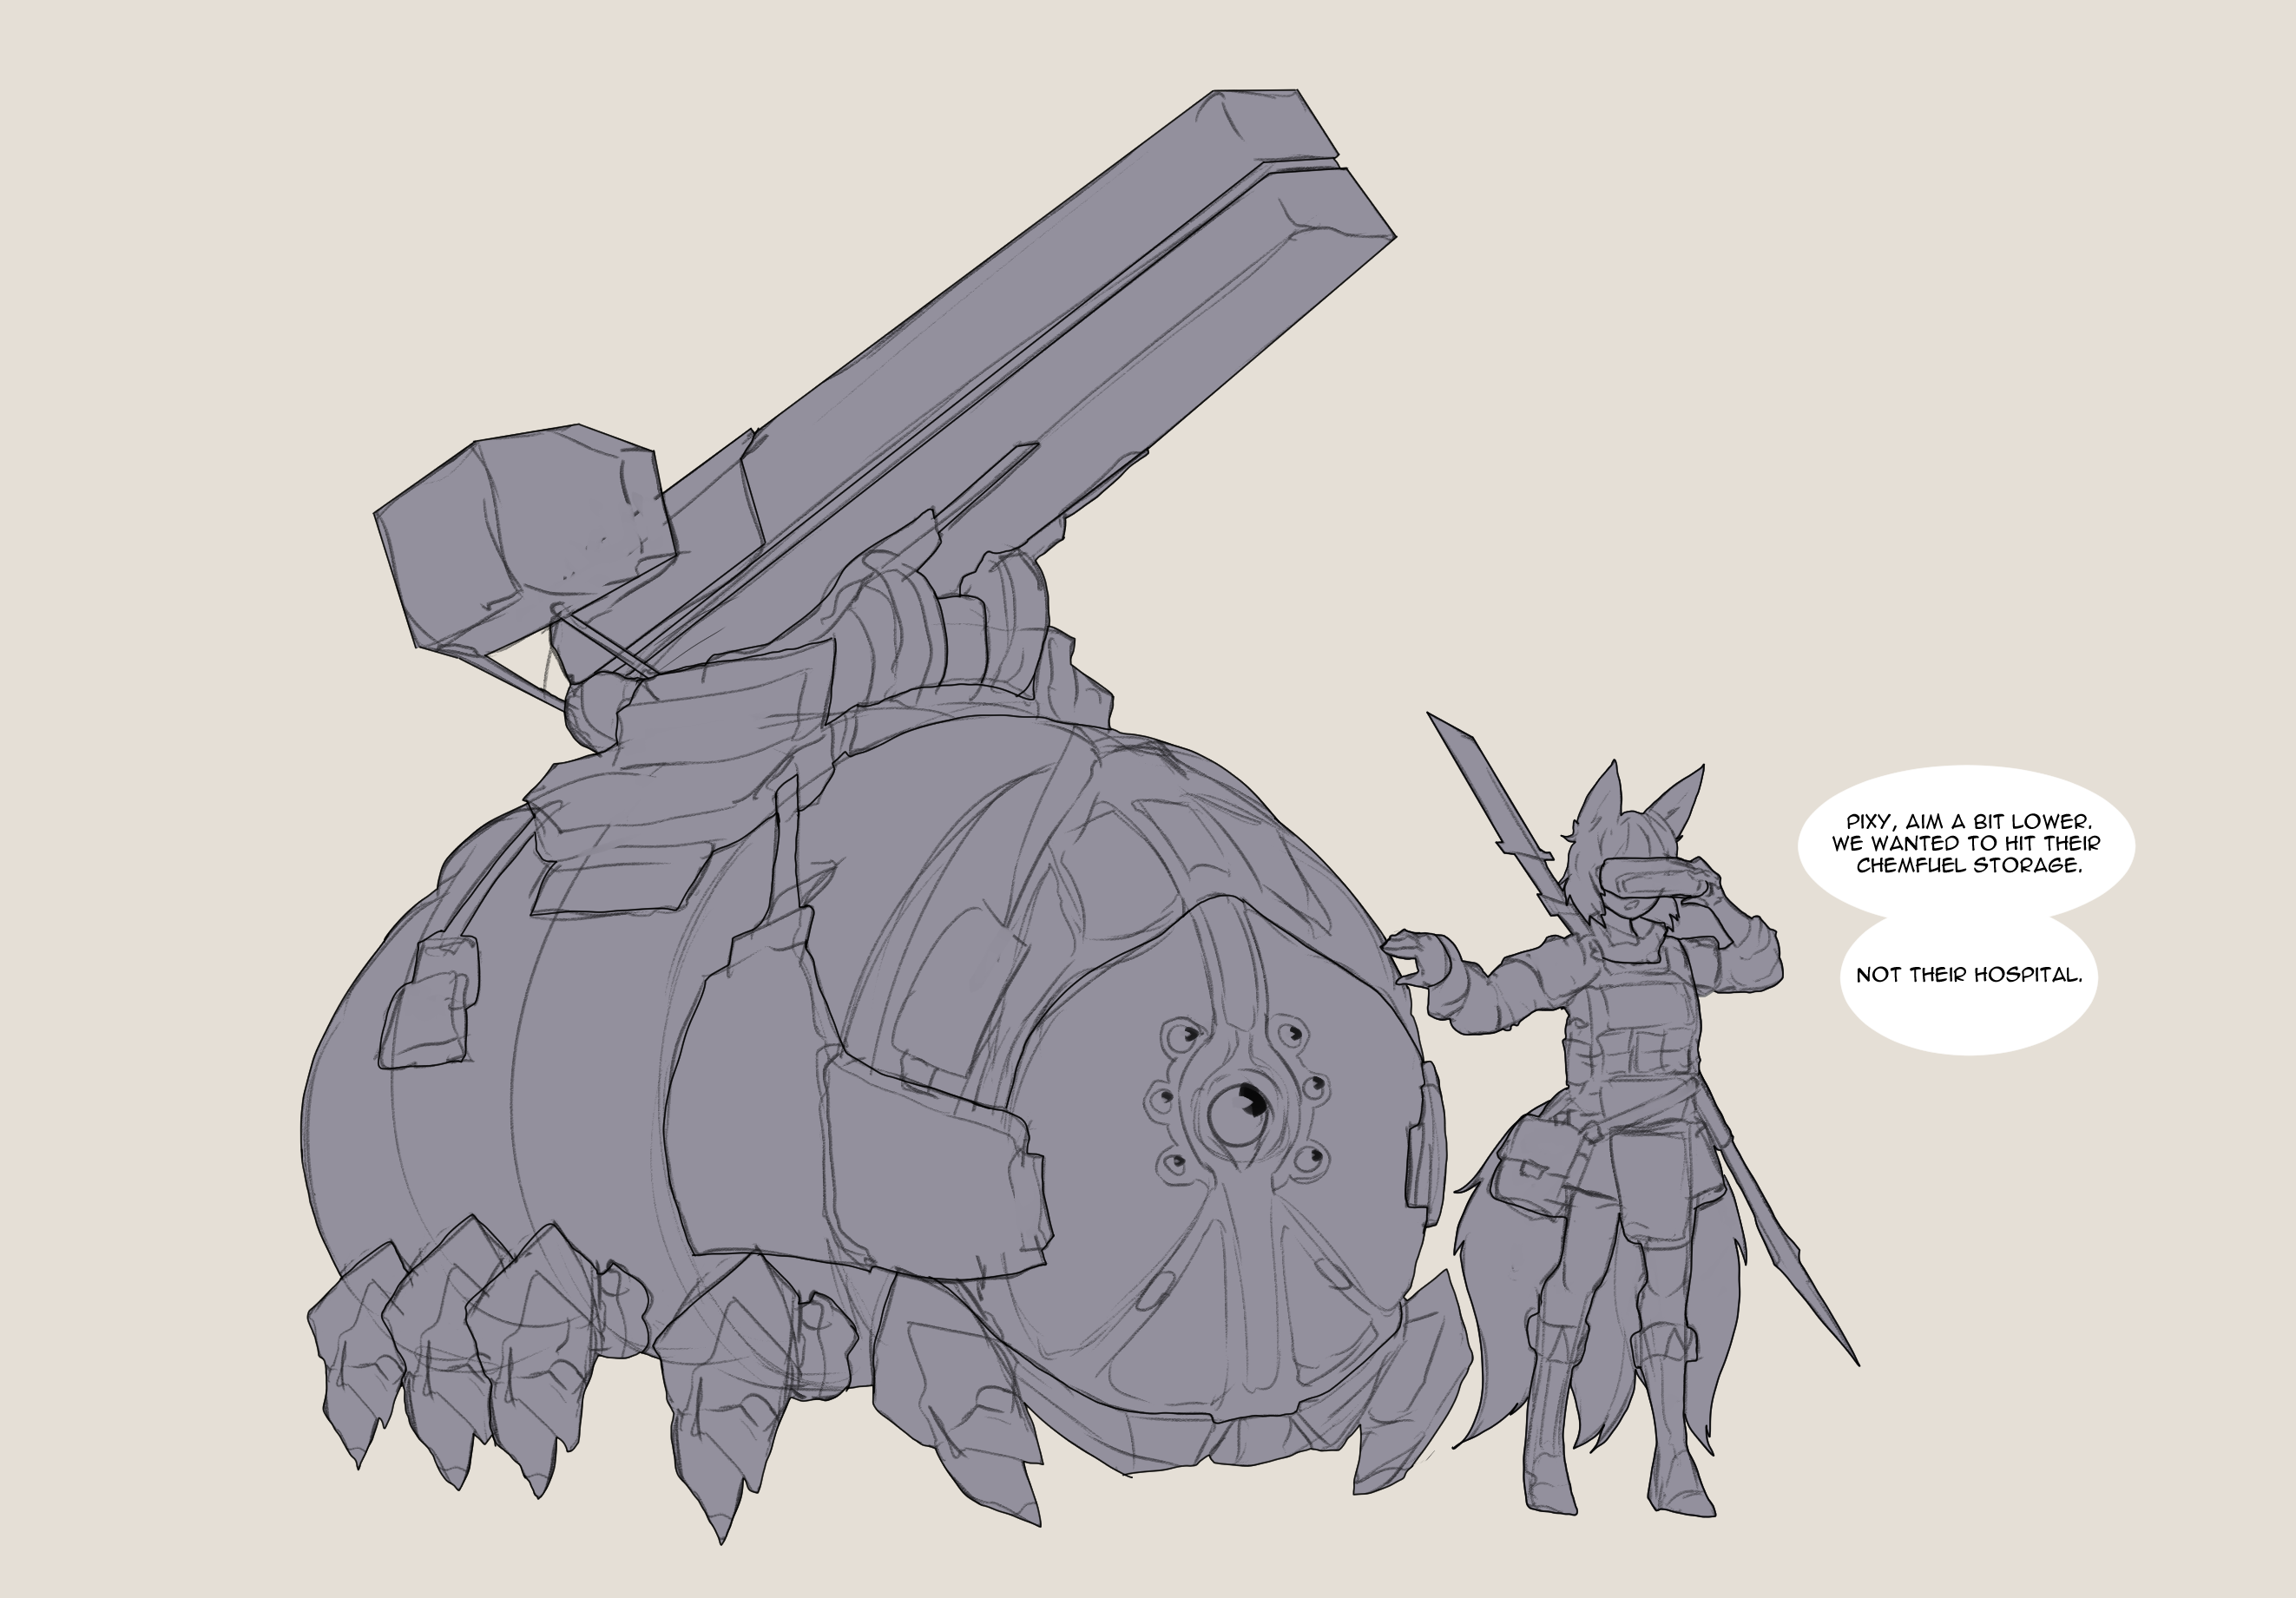 PIXY, AIM A BIT LOWER.
WE WANTED TO HIT THEIR
CHEMFUEL STORAGE.
NOT THEIR HOSPITAL.